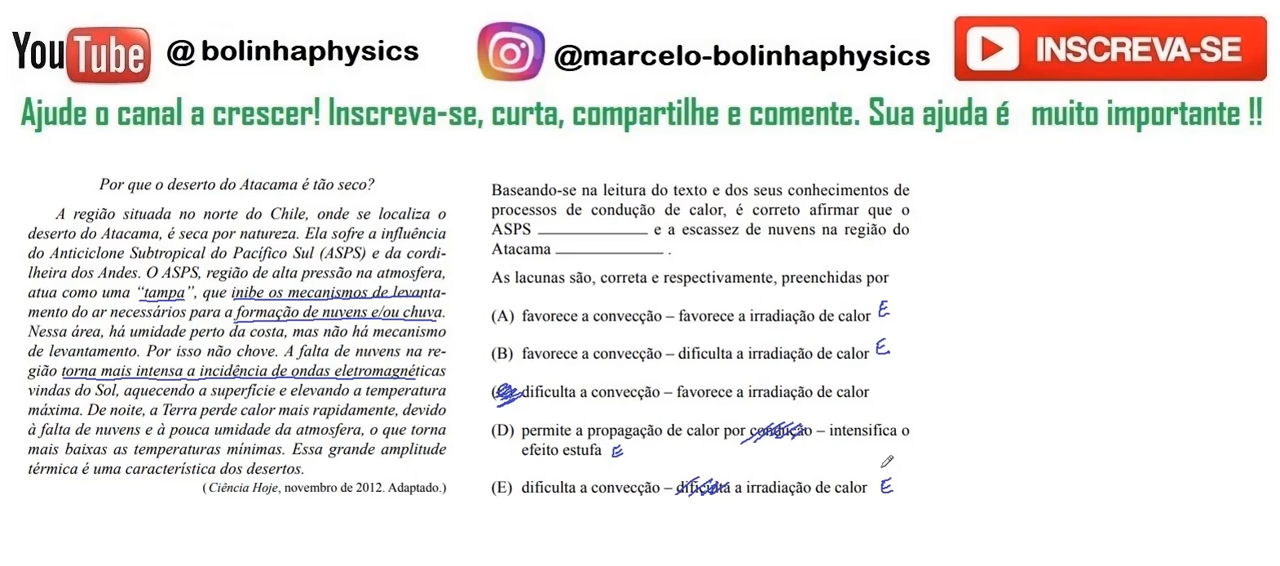 YouTube @ bolinhaphysics @marcelo-bolinhaphysics INSCREVA-SE
Ajude o canal a crescer! Inscreva-se, curta, compartilhe e comente. Sua ajuda é muito importante !!
Por que o deserto do Atacama é tão seco?
A região situada no norte do Chile, onde se localiza o
deserto do Atacama, é seca por natureza. Ela sofre a influência
do Anticiclone Subtropical do Pacífico Sul (ASPS) e da cordi-
lheira dos Andes. O ASPS, região de alta pressão na atmosfera,
atua como uma “tampa”, que inibe os mecanismos de levanta-
mento do ar necessários para a formação de nuvens e/ou chuva.
Nessa área, há umidade perto da costa, mas não há mecanismo
de levantamento. Por isso não chove. A falta de nuvens na re-
gião torna mais intensa a incidência de ondas eletromagnéticas
vindas do Sol, aquecendo a superfície e elevando a temperatura
máxima. De noite, a Terra perde calor mais rapidamente, devido
à falta de nuvens e à pouca umidade da atmosfera, o que torna
mais baixas as temperaturas mínimas. Essa grande amplitude
térmica é uma característica dos desertos.
(Ciência Hoje, novembro de 2012. Adaptado.)
Baseando-se na leitura do texto e dos seus conhecimentos de
processos de condução de calor, é correto afirmar que o
ASPS ____________ e a escassez de nuvens na região do
Atacama ____________ .
As lacunas são, correta e respectivamente, preenchidas por
(A) favorece a convecção – favorece a irradiação de calor E
(B) favorece a convecção – dificulta a irradiação de calor E
dificulta a convecção – favorece a irradiação de calor
(D) permite a propagação de calor por condução – intensifica o
efeito estufa E
(E) dificulta a convecção – dificulta a irradiação de calor E